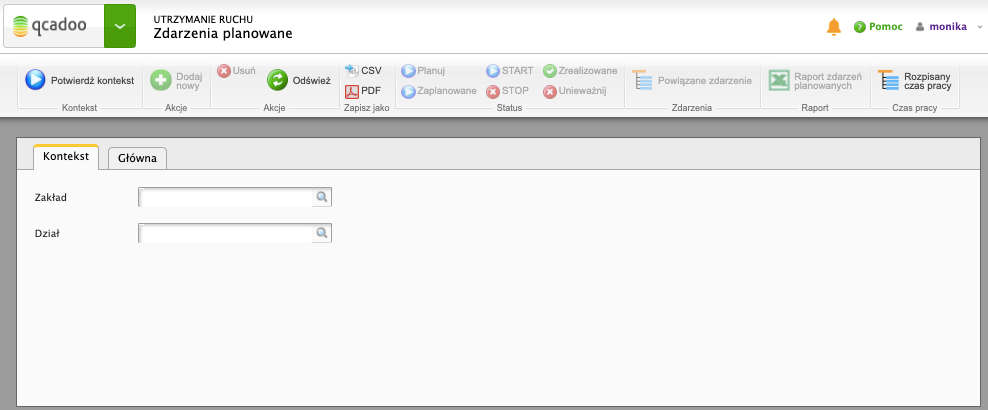 qcadoo
UTRZYMANIE RUCHU
Zdarzenia planowane
Pomoc
monika
Potwierdź kontekst
Kontekst
Dodaj nowy
Akcje
Usuń
Odśwież
Akcje
CSV
PDF
Zapisz jako
Planuj
START
Zrealizowane
Zaplanowane
STOP
Unieważnij
Status
Powiązane zdarzenie
Zdarzenia
Raport zdarzeń
planowanych
Raport
Rozpisany
czas pracy
Czas pracy
Kontekst
Główna
Zakład
Dział